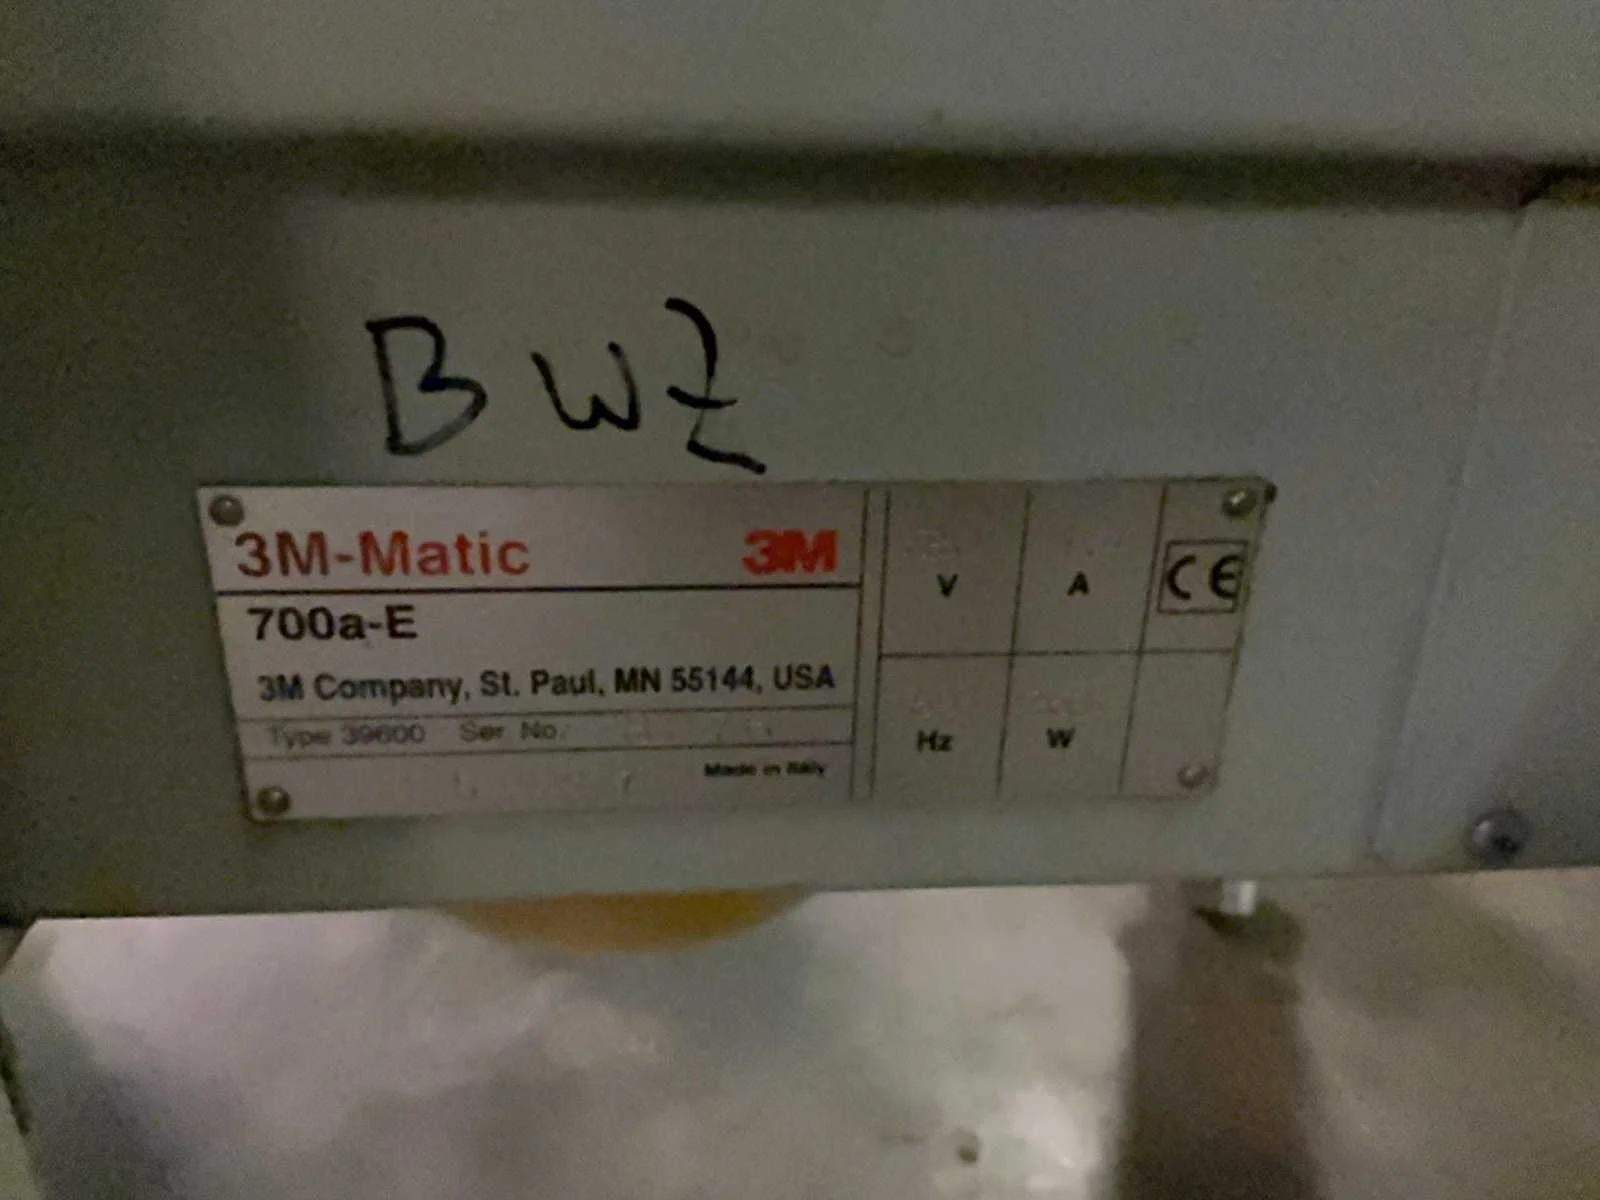 BWZ
3M-Matic 3M
700a-E
3M Company, St. Paul, MN 55144, USA
Type 39600 Ser No.
Made in Italy
V A CE
Hz W